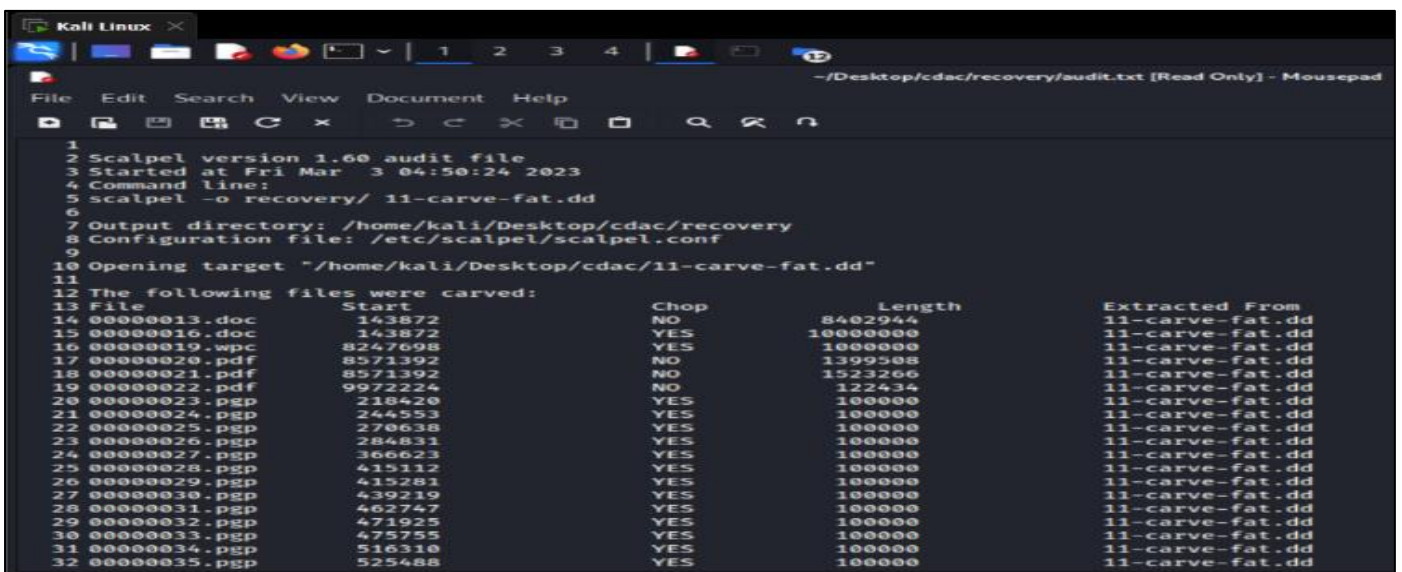 Kali Linux
1 2 3 4 12
~/Desktop/cdac/recovery/audit.txt [Read Only] - Mousepad
File Edit Search View Document Help
1
2 Scalpel version 1.60 audit file
3 Started at Fri Mar  3 04:50:24 2023
4 Command line:
5 scalpel -o recovery/ 11-carve-fat.dd
6
7 Output directory: /home/kali/Desktop/cdac/recovery
8 Configuration file: /etc/scalpel/scalpel.conf
9
10 Opening target "/home/kali/Desktop/cdac/11-carve-fat.dd"
11
12 The following files were carved:
13 File Start Chop Length Extracted From
14 00000013.doc 143872 NO 8402944 11-carve-fat.dd
15 00000016.doc 143872 YES 10000000 11-carve-fat.dd
16 00000019.wpc 8247698 YES 1000000 11-carve-fat.dd
17 00000020.pdf 8571392 NO 1399508 11-carve-fat.dd
18 00000021.pdf 8571392 NO 1523266 11-carve-fat.dd
19 00000022.pdf 9972224 NO 122434 11-carve-fat.dd
20 00000023.pgp 218420 YES 100000 11-carve-fat.dd
21 00000024.pgp 244553 YES 100000 11-carve-fat.dd
22 00000025.pgp 270638 YES 100000 11-carve-fat.dd
23 00000026.pgp 284831 YES 100000 11-carve-fat.dd
24 00000027.pgp 366623 YES 100000 11-carve-fat.dd
25 00000028.pgp 415112 YES 100000 11-carve-fat.dd
26 00000029.pgp 415281 YES 100000 11-carve-fat.dd
27 00000030.pgp 439219 YES 100000 11-carve-fat.dd
28 00000031.pgp 462747 YES 100000 11-carve-fat.dd
29 00000032.pgp 471925 YES 100000 11-carve-fat.dd
30 00000033.pgp 475755 YES 100000 11-carve-fat.dd
31 00000034.pgp 516310 YES 100000 11-carve-fat.dd
32 00000035.pgp 525488 YES 100000 11-carve-fat.dd